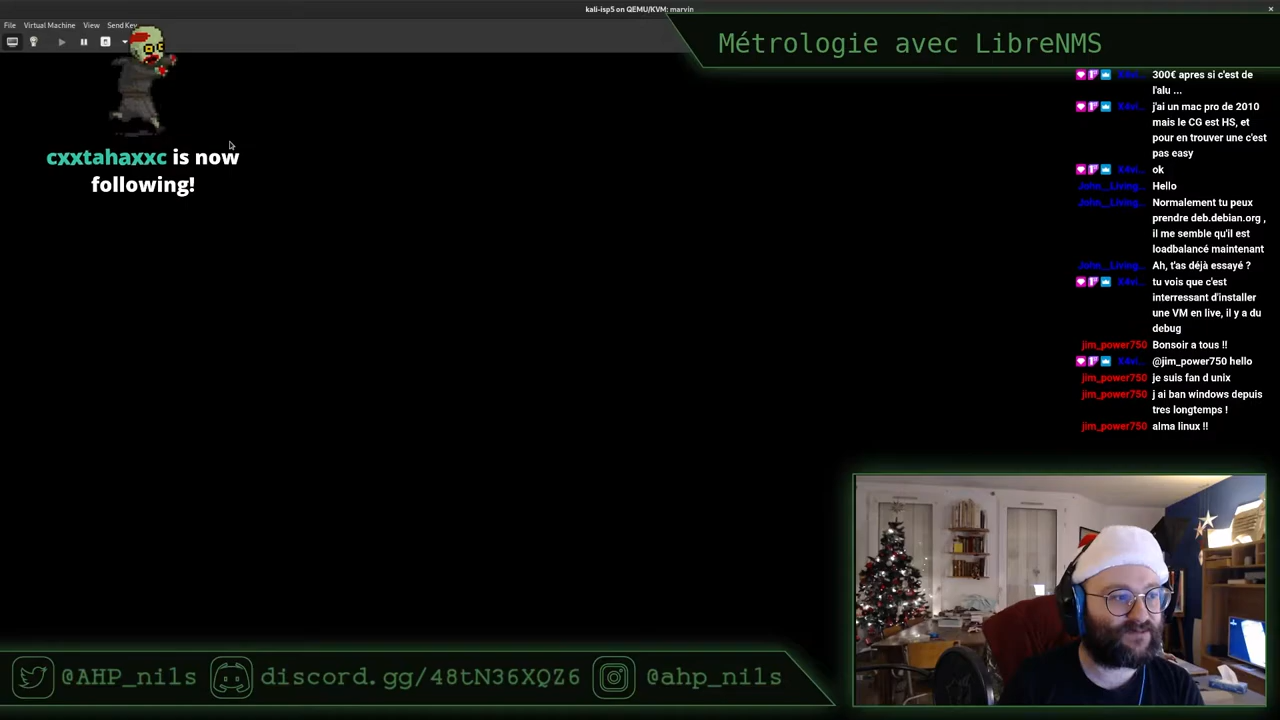 kali-isp5 on QEMU/KVM: marvin
File Virtual Machine View Send Key
Métrologie avec LibreNMS
cxxtahaxxc is now
following!
300€ apres si c'est de
l'alu ...
j'ai un mac pro de 2010
mais le CG est HS, et
pour en trouver une c'est
pas easy
ok
John__Living... Hello
John__Living... Normalement tu peux
prendre deb.debian.org ,
il me semble qu'il est
loadbalancé maintenant
John__Living... Ah, t'as déjà essayé ?
tu vois que c'est
interressant d'installer
une VM en live, il y a du
debug
jim_power750 Bonsoir a tous !!
@jim_power750 hello
jim_power750 je suis fan d unix
jim_power750 j ai ban windows depuis
tres longtemps !
jim_power750 alma linux !!
@AHP_nils discord.gg/48tN36XQZ6 @ahp_nils